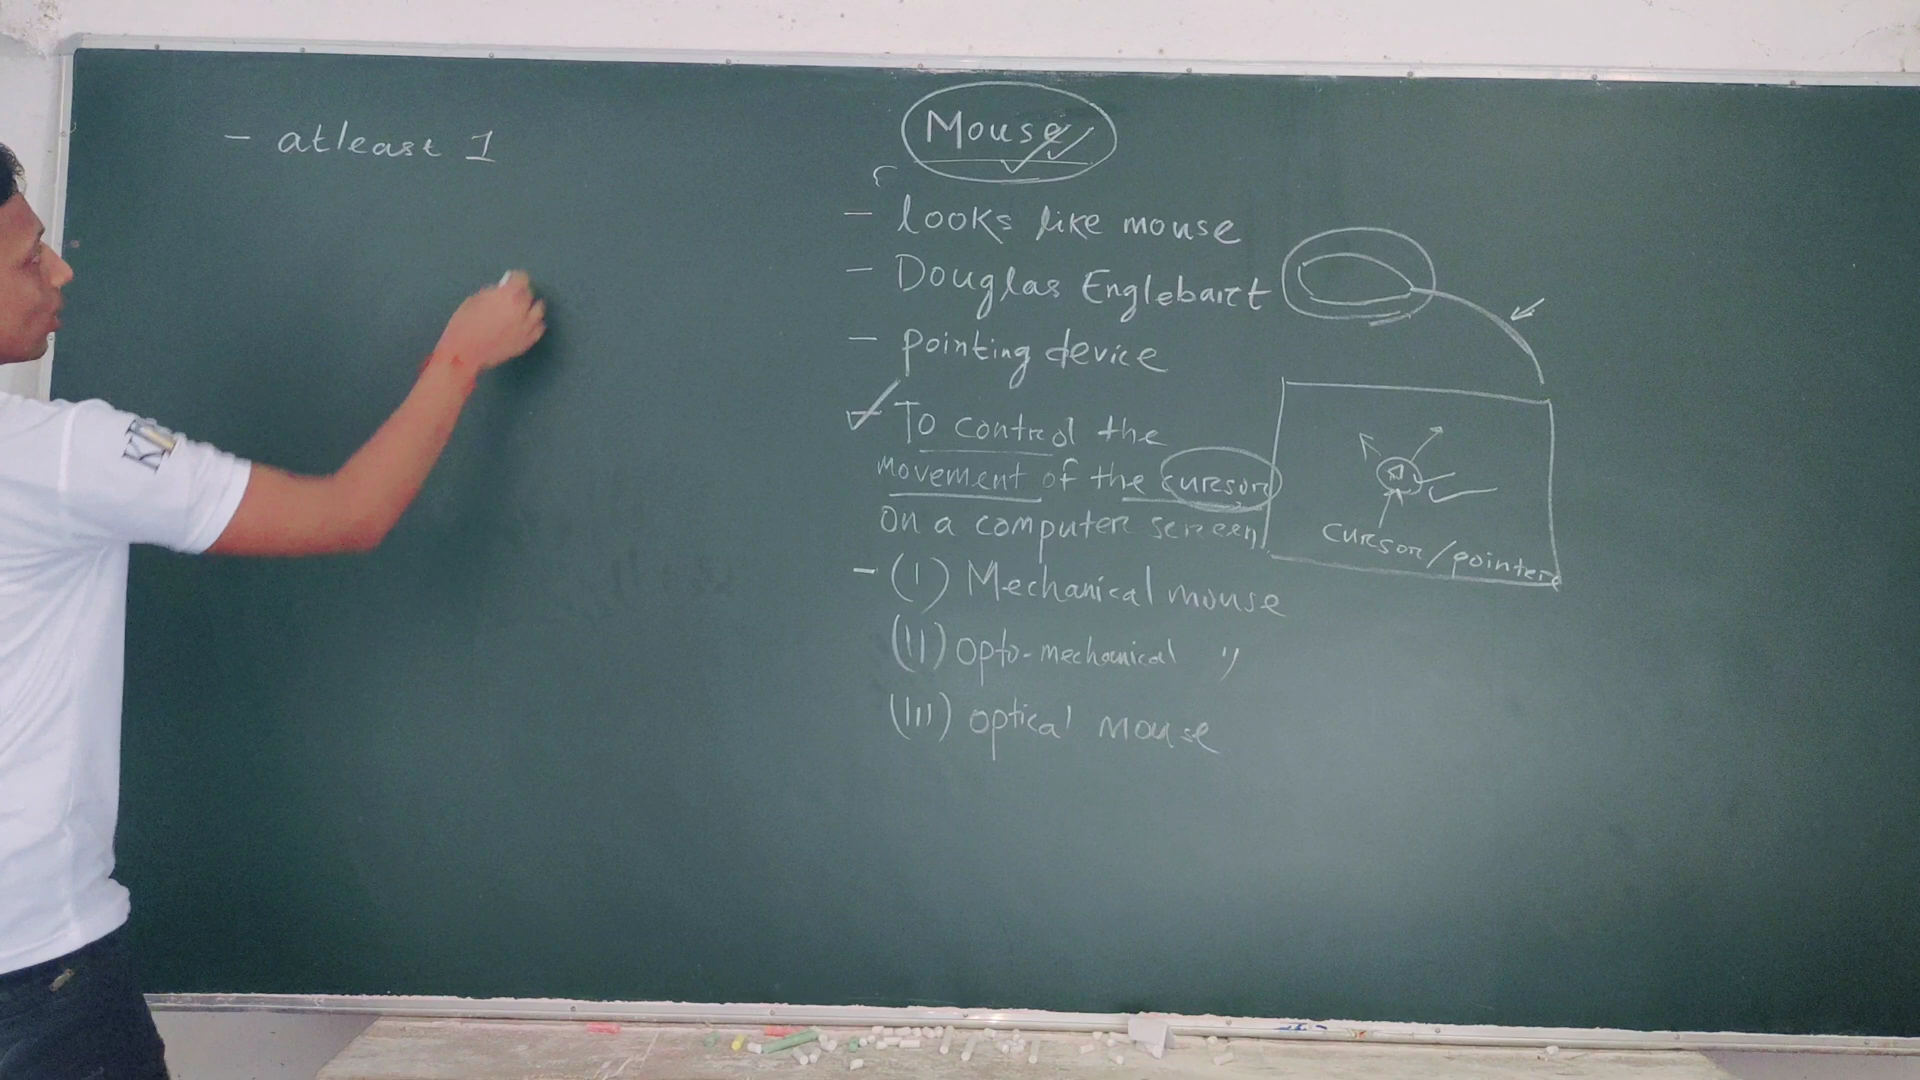 - atleast 1
Mouse
- looks like mouse
- Douglas Englebart
- pointing device
- To control the
movement of the cursor
on a computer screen
cursor/pointer
- (I) Mechanical mouse
(II) Opto-mechanical "
(III) optical mouse